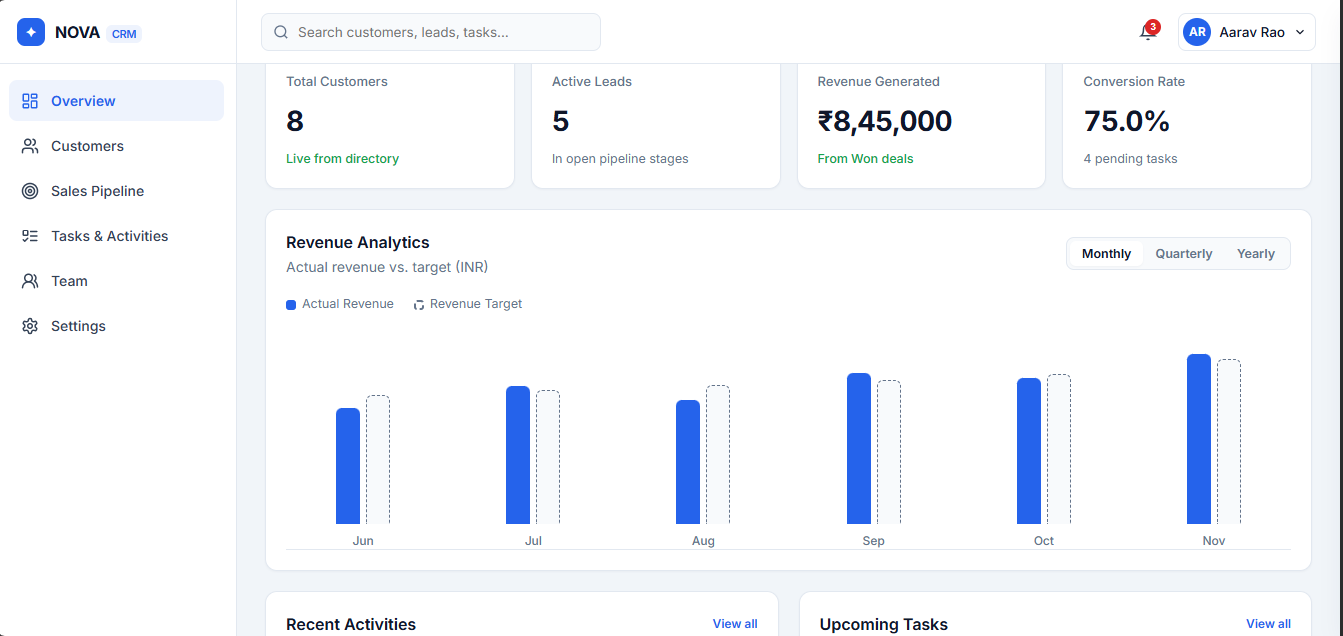 NOVA CRM
Search customers, leads, tasks...
3
AR Aarav Rao
Overview
Customers
Sales Pipeline
Tasks & Activities
Team
Settings
Total Customers
8
Live from directory
Active Leads
5
In open pipeline stages
Revenue Generated
₹8,45,000
From Won deals
Conversion Rate
75.0%
4 pending tasks
Revenue Analytics
Actual revenue vs. target (INR)
Monthly Quarterly Yearly
Actual Revenue Revenue Target
Jun Jul Aug Sep Oct Nov
Recent Activities View all
Upcoming Tasks View all